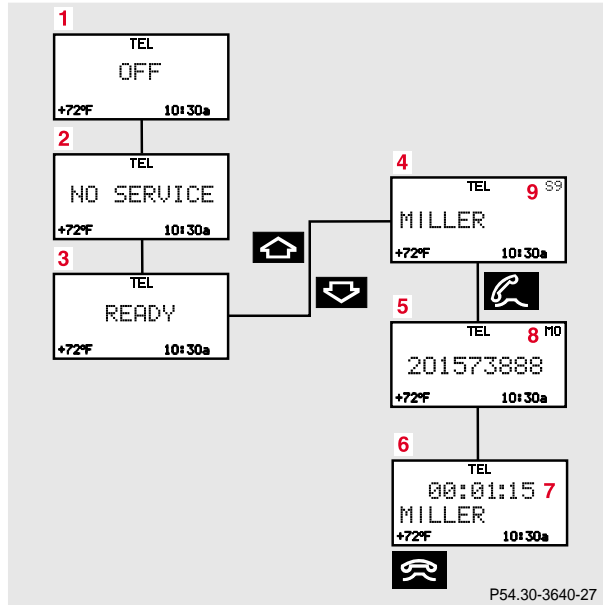 1
TEL
OFF
+72°F 10:30a
2
TEL
NO SERVICE
+72°F 10:30a
3
TEL
READY
+72°F 10:30a
4
TEL 9 S9
MILLER
+72°F 10:30a
5
TEL 8 MO
201573888
+72°F 10:30a
6
TEL
00:01:15 7
MILLER
+72°F 10:30a
P54.30-3640-27